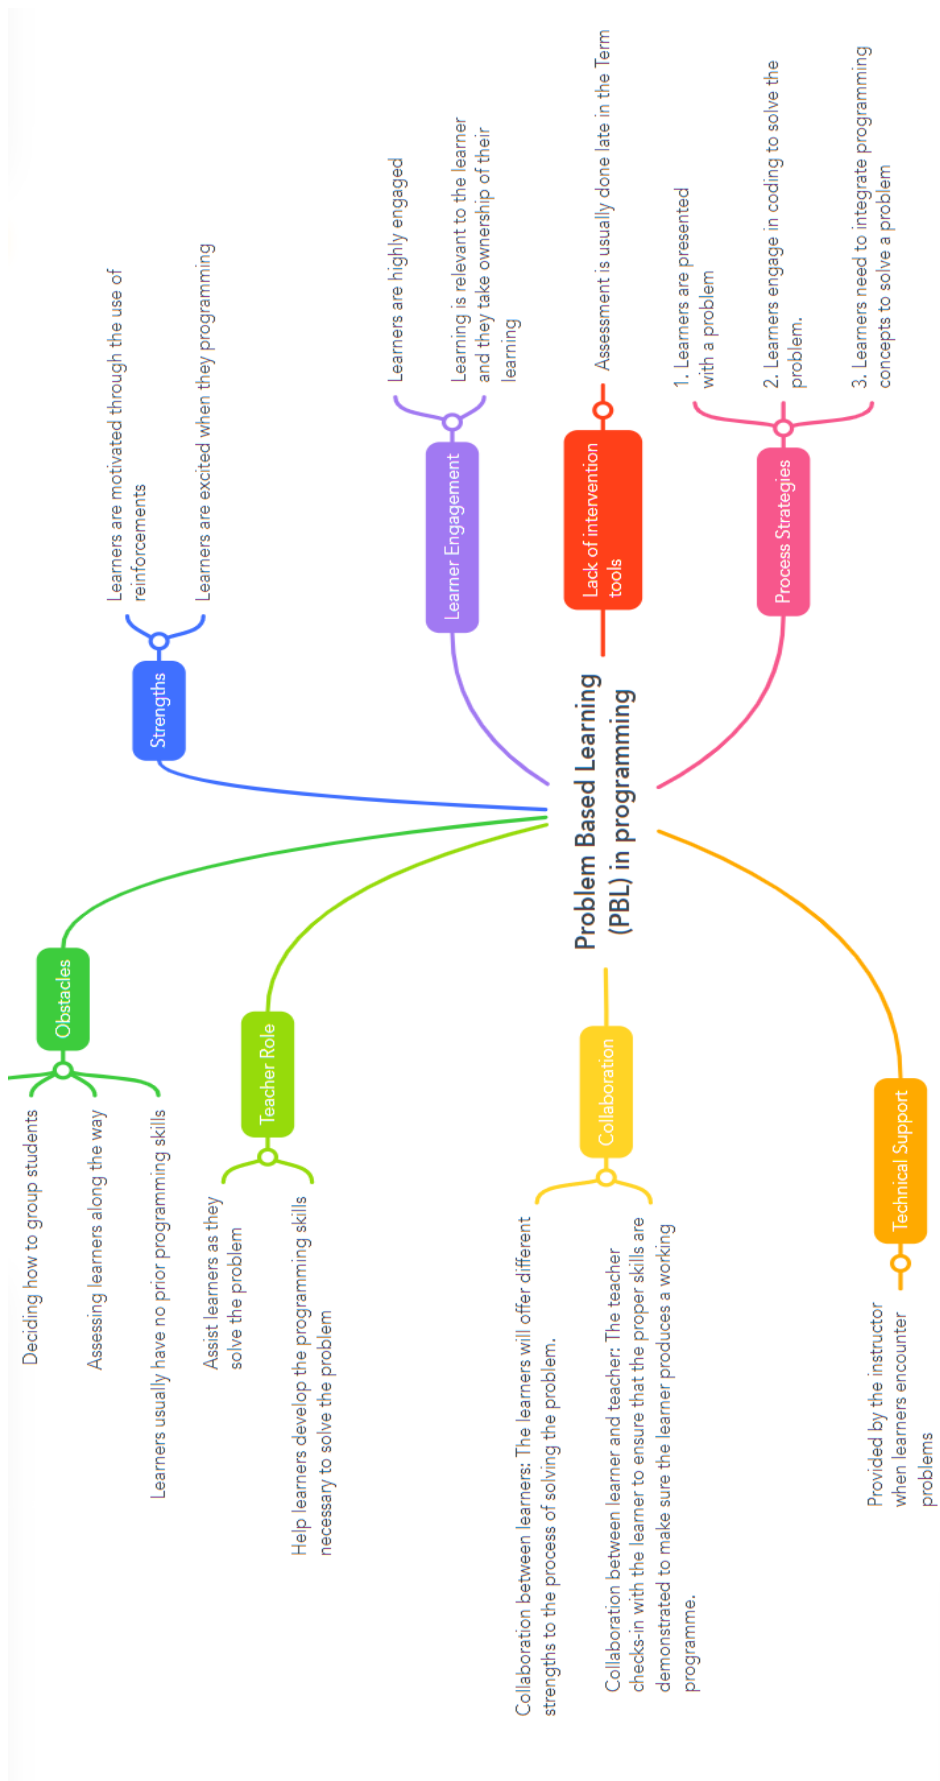 Problem Based Learning
(PBL) in programming
Strengths
Learners are motivated through the use of
reinforcements
Learners are excited when they programming
Learner Engagement
Learners are highly engaged
Learning is relevant to the learner
and they take ownership of their
learning
Lack of intervention
tools
Assessment is usually done late in the Term
Process Strategies
1. Learners are presented
with a problem
2. Learners engage in coding to solve the
problem.
3. Learners need to integrate programming
concepts to solve a problem
Obstacles
Deciding how to group students
Assessing learners along the way
Learners usually have no prior programming skills
Teacher Role
Assist learners as they
solve the problem
Help learners develop the programming skills
necessary to solve the problem
Collaboration
Collaboration between learners: The learners will offer different
strengths to the process of solving the problem.
Collaboration between learner and teacher: The teacher
checks-in with the learner to ensure that the proper skills are
demonstrated to make sure the learner produces a working
programme.
Technical Support
Provided by the instructor
when learners encounter
problems